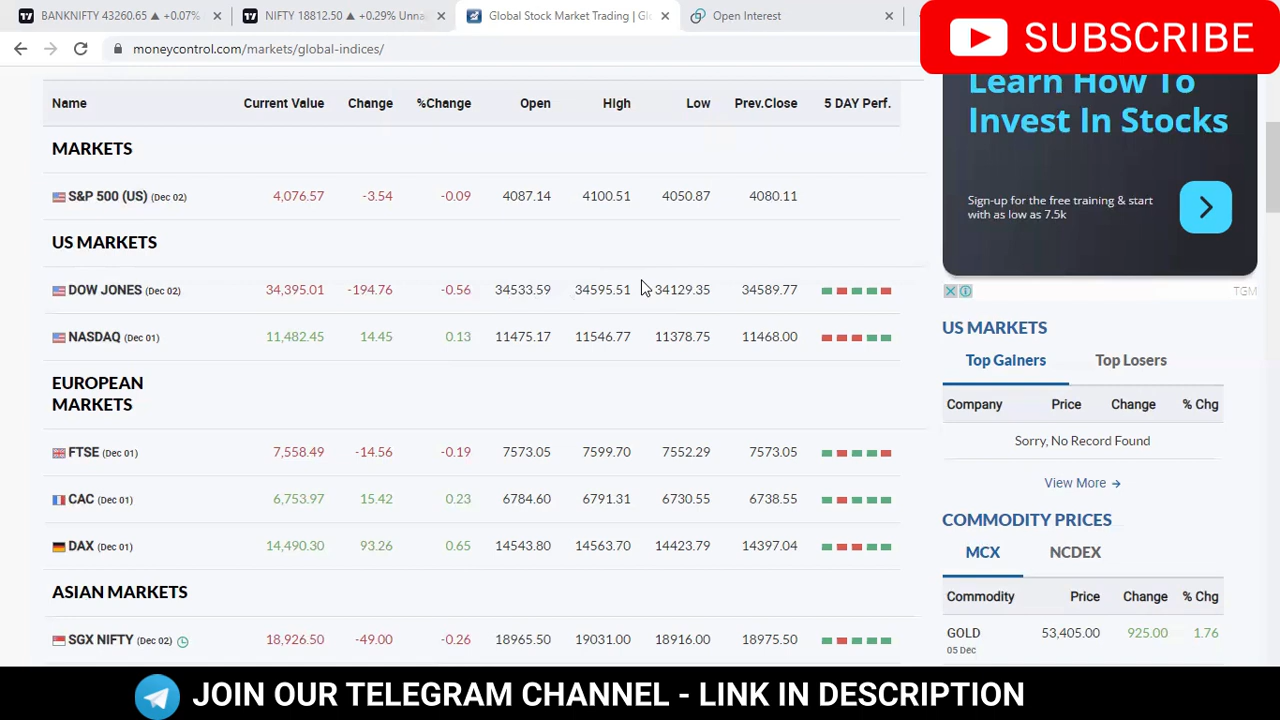 BANKNIFTY 43260.65 ▲ +0.07%
NIFTY 18812.50 ▲ +0.29% Unna
Global Stock Market Trading | Glo
Open Interest
moneycontrol.com/markets/global-indices/
SUBSCRIBE
Name Current Value Change %Change Open High Low Prev.Close 5 DAY Perf.
MARKETS
S&P 500 (US) (Dec 02) 4,076.57 -3.54 -0.09 4087.14 4100.51 4050.87 4080.11
US MARKETS
DOW JONES (Dec 02) 34,395.01 -194.76 -0.56 34533.59 34595.51 34129.35 34589.77
NASDAQ (Dec 01) 11,482.45 14.45 0.13 11475.17 11546.77 11378.75 11468.00
EUROPEAN
MARKETS
FTSE (Dec 01) 7,558.49 -14.56 -0.19 7573.05 7599.70 7552.29 7573.05
CAC (Dec 01) 6,753.97 15.42 0.23 6784.60 6791.31 6730.55 6738.55
DAX (Dec 01) 14,490.30 93.26 0.65 14543.80 14563.70 14423.79 14397.04
ASIAN MARKETS
SGX NIFTY (Dec 02) 18,926.50 -49.00 -0.26 18965.50 19031.00 18916.00 18975.50
Learn How To
Invest In Stocks
Sign-up for the free training & start
with as low as 7.5k
TGM
US MARKETS
Top Gainers Top Losers
Company Price Change % Chg
Sorry, No Record Found
View More →
COMMODITY PRICES
MCX NCDEX
Commodity Price Change % Chg
GOLD 53,405.00 925.00 1.76
05 Dec
JOIN OUR TELEGRAM CHANNEL - LINK IN DESCRIPTION